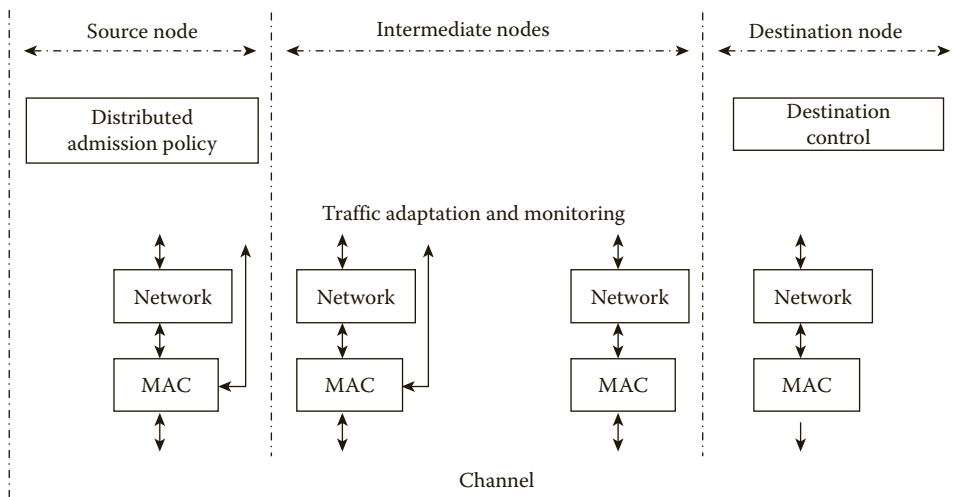 Source node
Intermediate nodes
Destination node
Distributed
admission policy
Destination
control
Traffic adaptation and monitoring
Network
Network
Network
Network
MAC
MAC
MAC
MAC
Channel